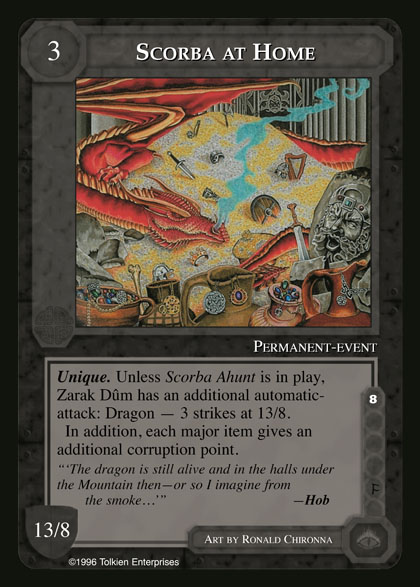 3
SCORBA AT HOME
PERMANENT-EVENT
Unique. Unless Scorba Ahunt is in play,
Zarak Dûm has an additional automatic-
attack: Dragon — 3 strikes at 13/8.
In addition, each major item gives an
additional corruption point.
“‘The dragon is still alive and in the halls under
the Mountain then—or so I imagine from
the smoke…’” —Hob
8
F
13/8
ART BY RONALD CHIRONNA
©1996 Tolkien Enterprises